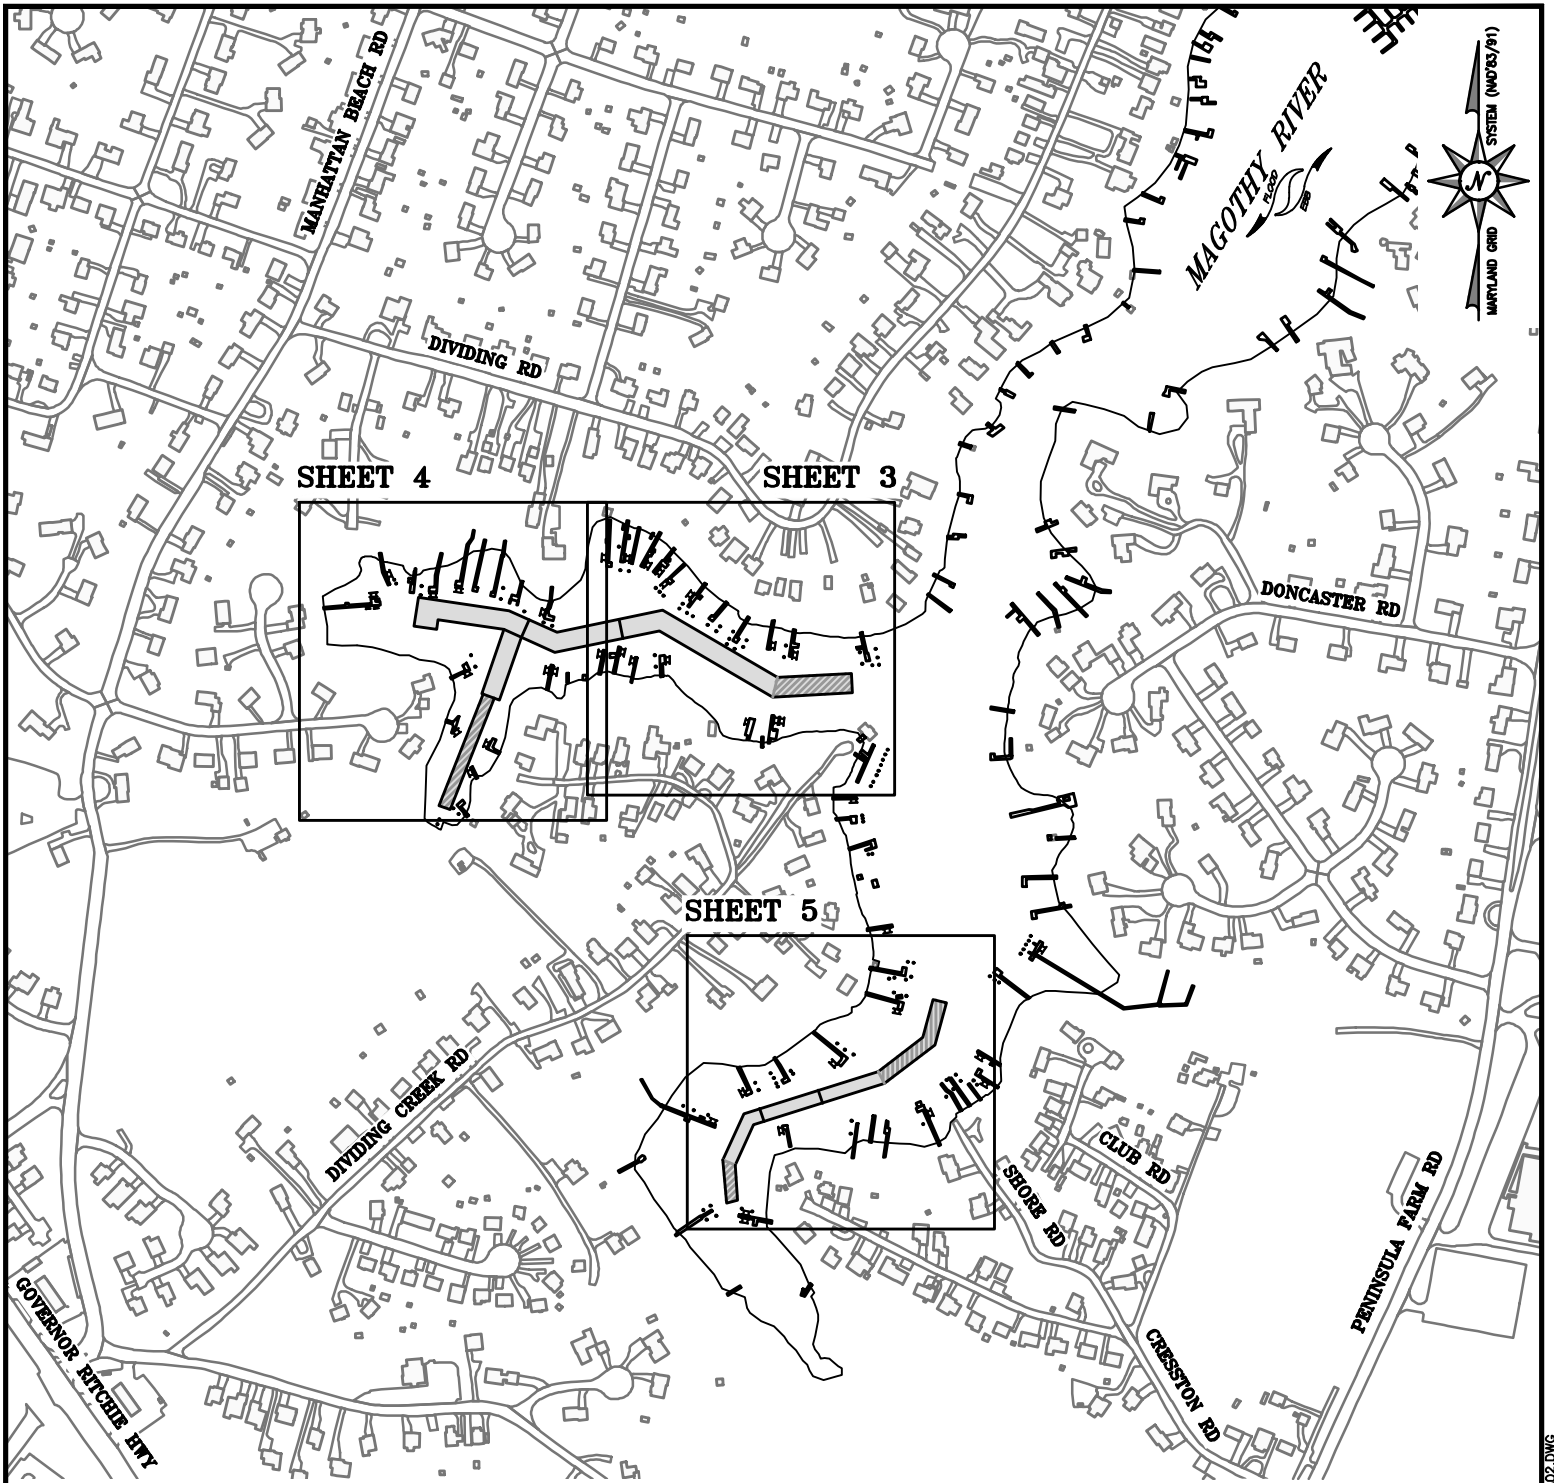 MANHATTAN BEACH RD
MAGOTHY RIVER
FLOOD
EBB
SYSTEM (NAD'83/91)
N
MARYLAND GRID
DIVIDING RD
SHEET 4
SHEET 3
DONCASTER RD
SHEET 5
DIVIDING CREEK RD
CLUB RD
SHORE RD
PENINSULA FARM RD
GOVERNOR RITCHIE HWY
CRESSTON RD
02.DWG